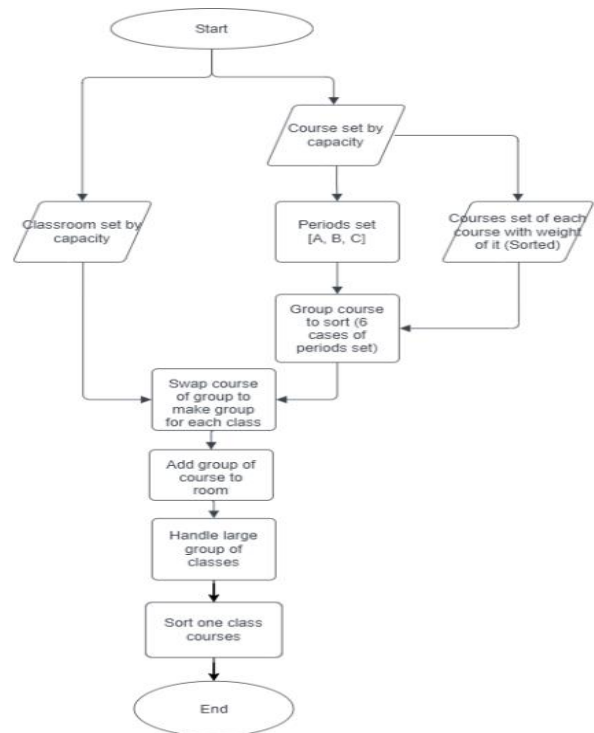 Start
Course set by
capacity
Classroom set by
capacity
Periods set
[A, B, C]
Courses set of each
course with weight
of it (Sorted)
Group course
to sort (6
cases of
periods set)
Swap course
of group to
make group
for each class
Add group of
course to
room
Handle large
group of
classes
Sort one class
courses
End